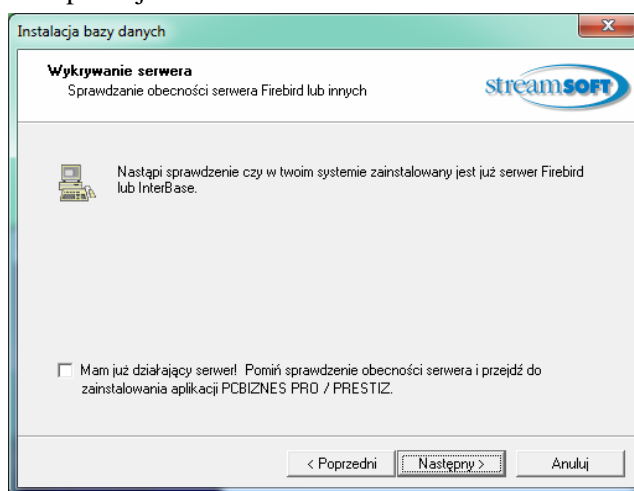 Instalacja bazy danych
Wykrywanie serwera
Sprawdzanie obecności serwera Firebird lub innych
streamsoft
Nastąpi sprawdzenie czy w twoim systemie zainstalowany jest już serwer Firebird
lub InterBase.
Mam już działający serwer! Pomiń sprawdzenie obecności serwera i przejdź do
zainstalowania aplikacji PCBIZNES PRO / PRESTIZ.
< Poprzedni
Następny >
Anuluj